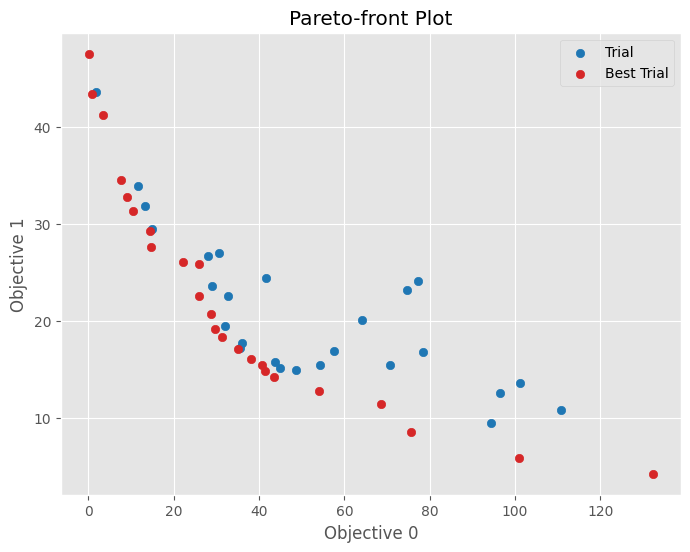 Pareto-front Plot
Trial
Best Trial
40
30
20
10
Objective 1
0 20 40 60 80 100 120
Objective 0